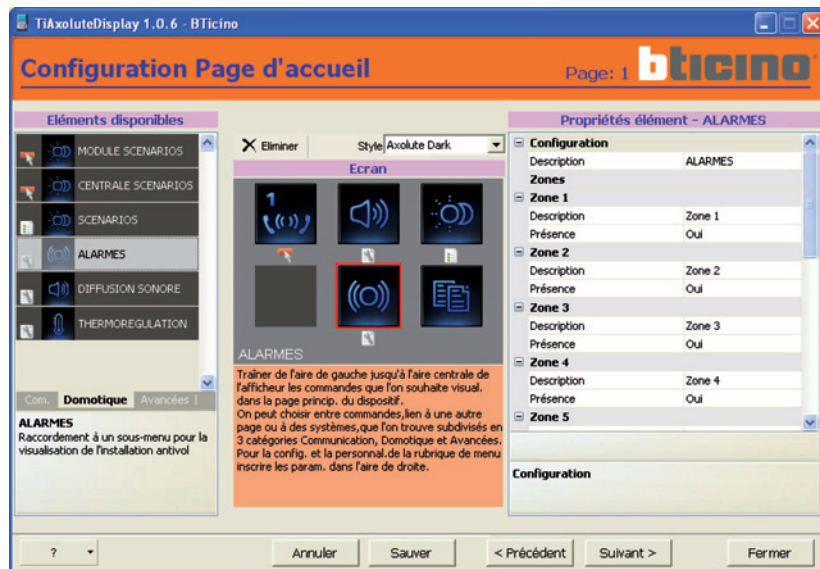 TiAxoluteDisplay 1.0.6 - BTicino
Configuration Page d'accueil
Page: 1
bticino
Eléments disponibles
MODULE SCENARIOS
CENTRALE SCENARIOS
SCENARIOS
ALARMES
DIFFUSION SONORE
THERMOREGULATION
Com. Domotique Avancées
ALARMES
Raccordement à un sous-menu pour la
visualisation de l'installation antivol
Eliminer
Style Axolute Dark
Ecran
1
ALARMES
Traîner de l'aire de gauche jusqu'à l'aire centrale de
l'afficheur les commandes que l'on souhaite visual.
dans la page princip. du dispositif.
On peut choisir entre commandes,lien à une autre
page ou à des systèmes,que l'on trouve subdivisés en
3 catégories Communication, Domotique et Avancées.
Pour la config. et la personnal.de la rubrique de menu
inscrire les param. dans l'aire de droite.
Propriétés élément - ALARMES
Configuration
Description ALARMES
Zones
Zone 1
Description Zone 1
Présence Oui
Zone 2
Description Zone 2
Présence Oui
Zone 3
Description Zone 3
Présence Oui
Zone 4
Description Zone 4
Présence Oui
Zone 5
Configuration
?
Annuler
Sauver
< Précédent
Suivant >
Fermer